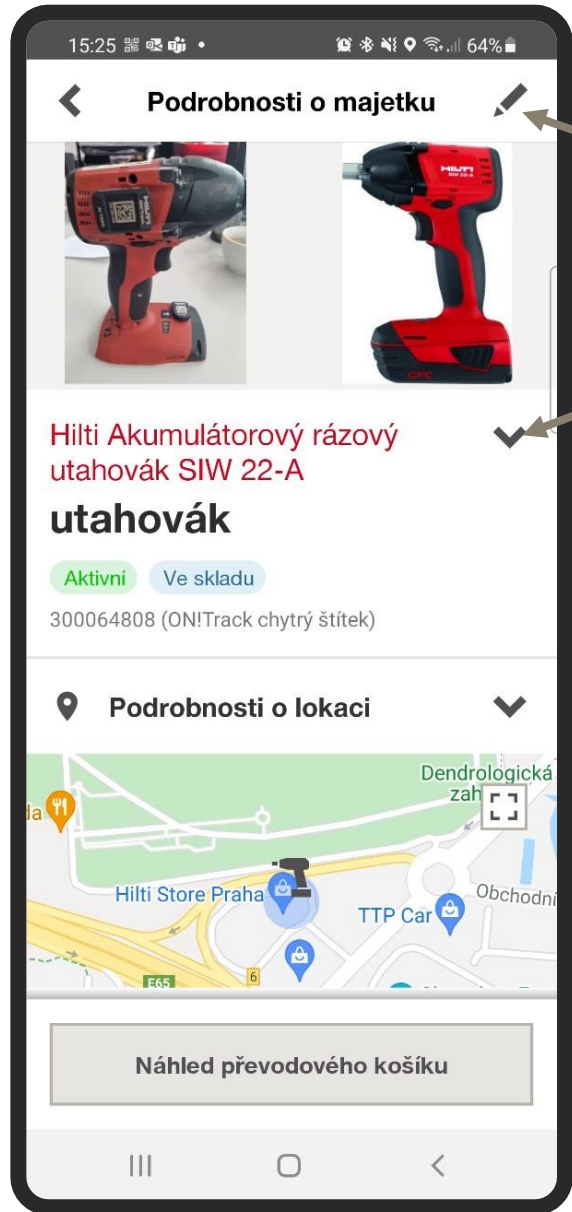 15:25
64%
Podrobnosti o majetku
HILTI
SIW 22-A
CPC
Hilti Akumulátorový rázový
utahovák SIW 22-A
utahovák
Aktivní Ve skladu
300064808 (ON!Track chytrý štítek)
Podrobnosti o lokaci
Dendrologická
zah
da
Hilti Store Praha
Obchodní
TTP Car
E65
6
Náhled převodového košíku